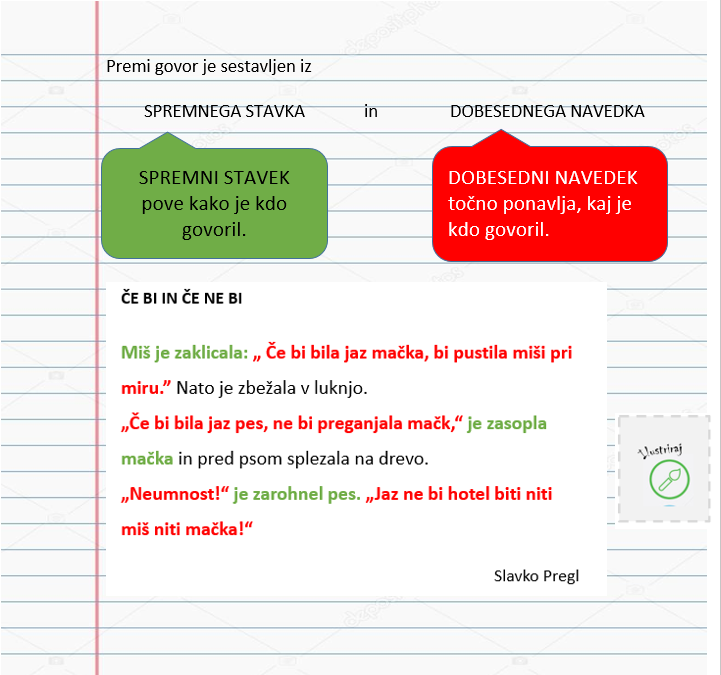 Premi govor je sestavljen iz
SPREMNEGA STAVKA in DOBESEDNEGA NAVEDKA
SPREMNI STAVEK
pove kako je kdo
govoril.
DOBESEDNI NAVEDEK
točno ponavlja, kaj je
kdo govoril.
ČE BI IN ČE NE BI
Miš je zaklicala: „ Če bi bila jaz mačka, bi pustila miši pri
miru.” Nato je zbežala v luknjo.
„Če bi bila jaz pes, ne bi preganjala mačk,“ je zasopla
mačka in pred psom splezala na drevo.
„Neumnost!“ je zarohnel pes. „Jaz ne bi hotel biti niti
miš niti mačka!“
Slavko Pregl
Ilustriraj